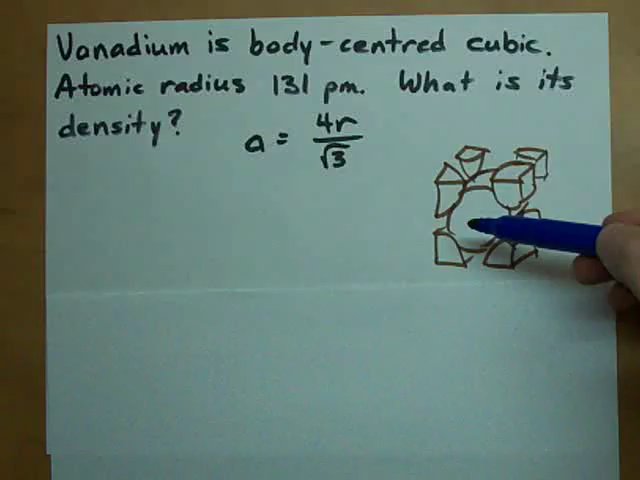 Vanadium is body-centred cubic.
Atomic radius 131 pm. What is its
density?
a = 4r/√3